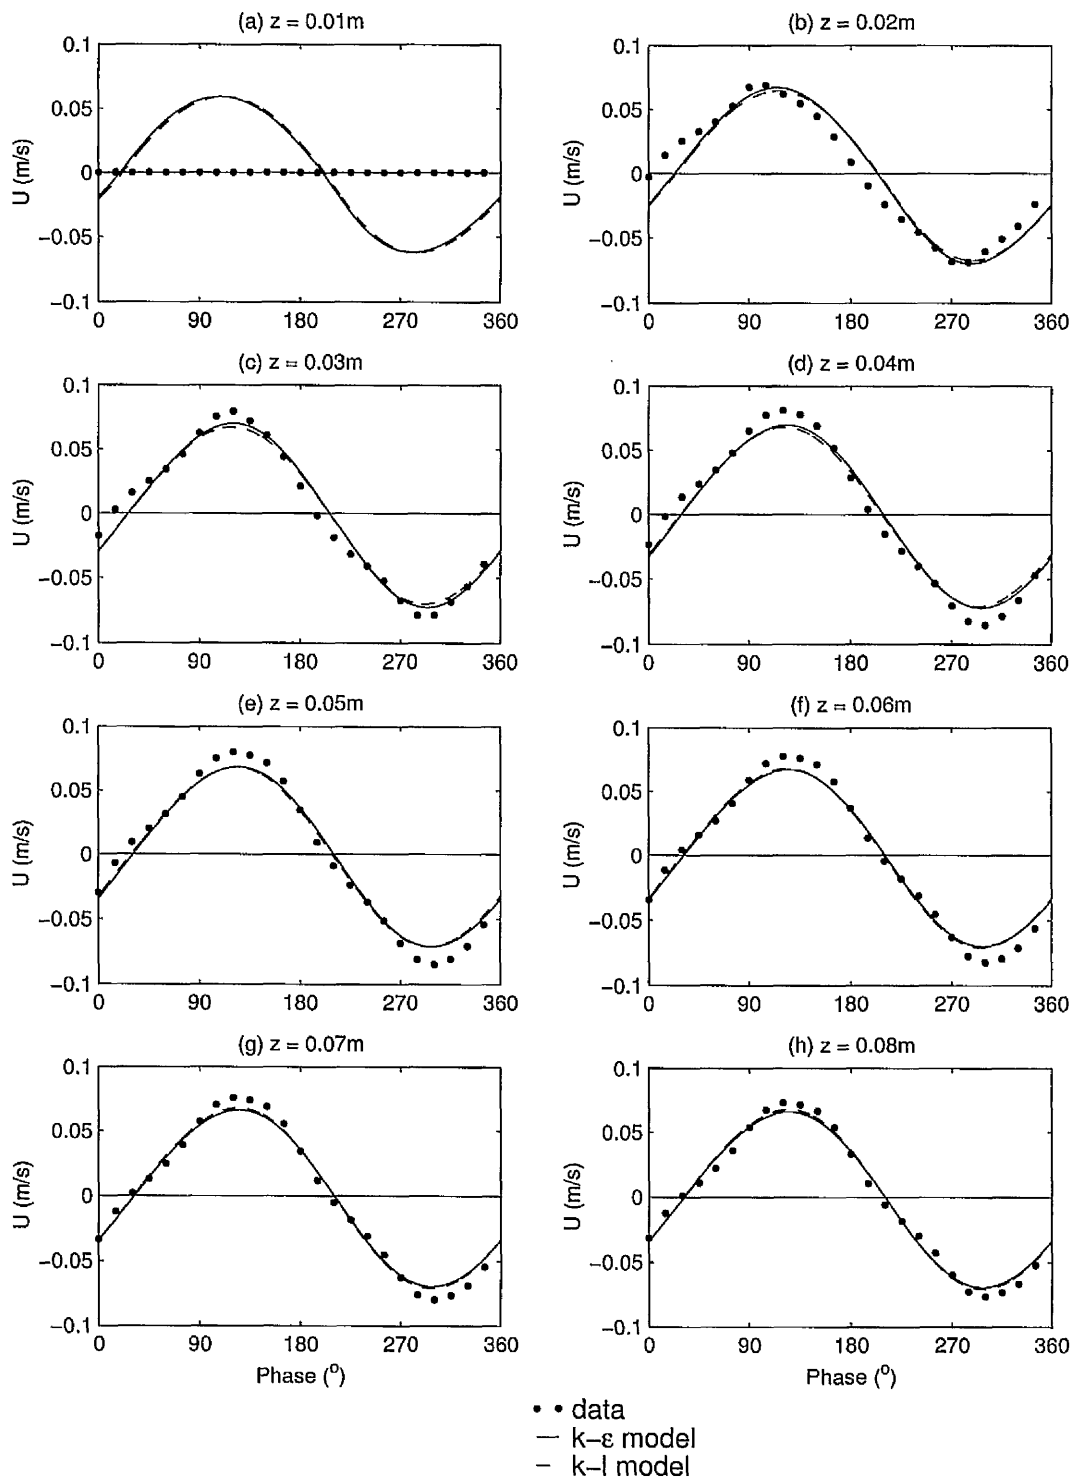 (a) z = 0.01m
0.1
0.05
0
−0.05
−0.1
U (m/s)
0 90 180 270 360
(b) z = 0.02m
0.1
0.05
0
−0.05
−0.1
U (m/s)
0 90 180 270 360
(c) z = 0.03m
0.1
0.05
0
−0.05
−0.1
U (m/s)
0 90 180 270 360
(d) z = 0.04m
0.1
0.05
0
−0.05
−0.1
U (m/s)
0 90 180 270 360
(e) z = 0.05m
0.1
0.05
0
−0.05
−0.1
U (m/s)
0 90 180 270 360
(f) z = 0.06m
0.1
0.05
0
−0.05
−0.1
U (m/s)
0 90 180 270 360
(g) z = 0.07m
0.1
0.05
0
−0.05
−0.1
U (m/s)
0 90 180 270 360
Phase (°)
(h) z = 0.08m
0.1
0.05
0
−0.05
−0.1
U (m/s)
0 90 180 270 360
Phase (°)
data
k−ε model
k−l model